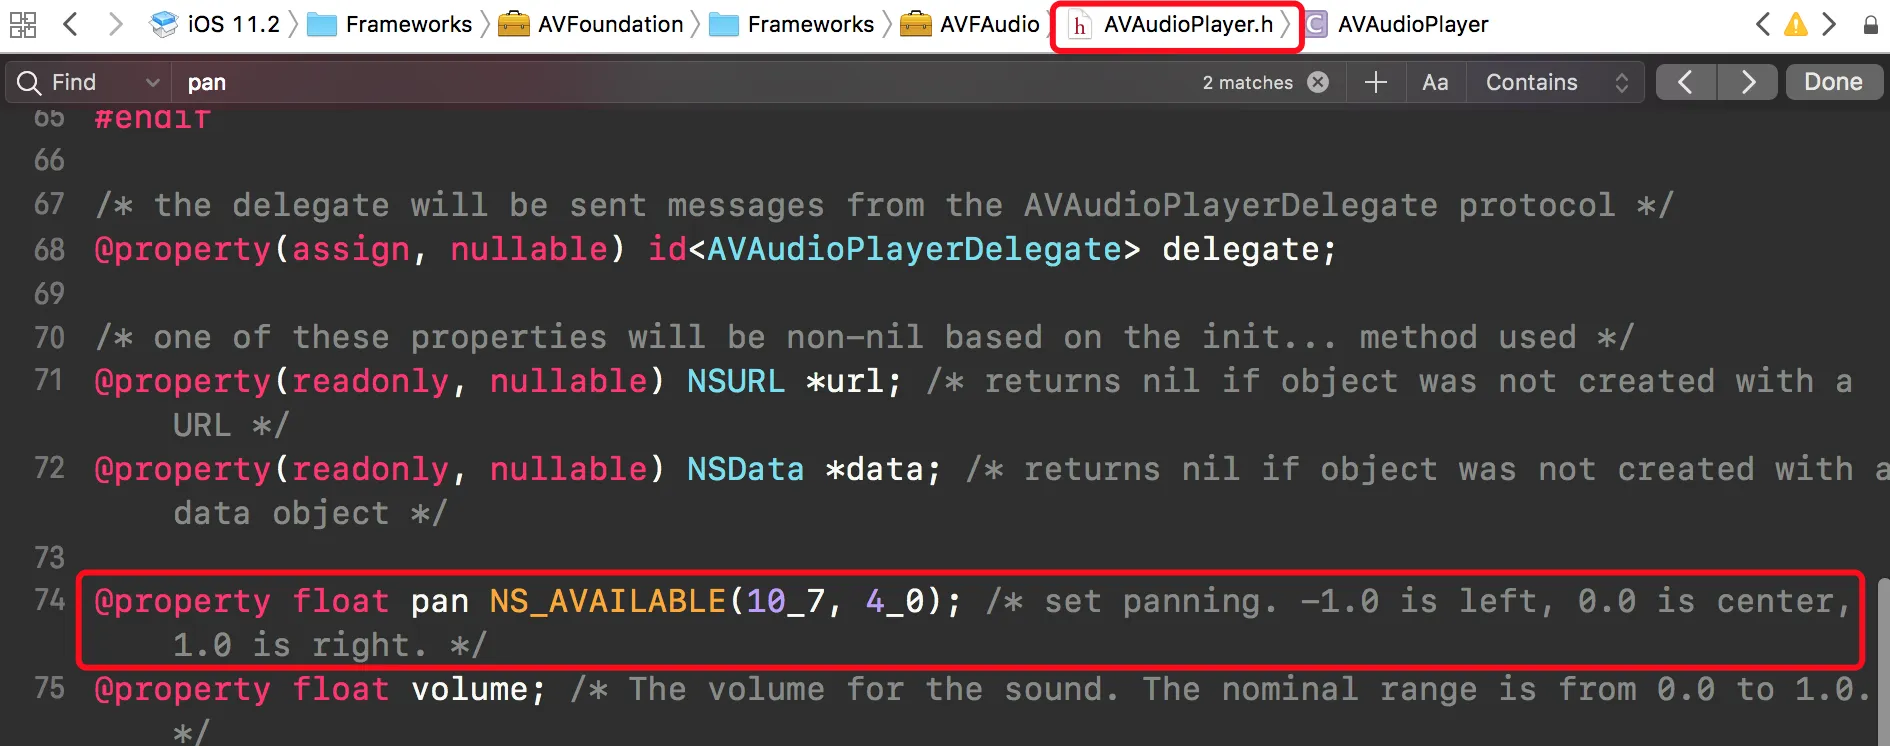 iOS 11.2 Frameworks AVFoundation Frameworks AVFAudio h AVAudioPlayer.h C AVAudioPlayer
Find pan 2 matches Aa Contains Done
65 #endif
66
67 /* the delegate will be sent messages from the AVAudioPlayerDelegate protocol */
68 @property(assign, nullable) id<AVAudioPlayerDelegate> delegate;
69
70 /* one of these properties will be non-nil based on the init... method used */
71 @property(readonly, nullable) NSURL *url; /* returns nil if object was not created with a
URL */
72 @property(readonly, nullable) NSData *data; /* returns nil if object was not created with a
data object */
73
74 @property float pan NS_AVAILABLE(10_7, 4_0); /* set panning. -1.0 is left, 0.0 is center,
1.0 is right. */
75 @property float volume; /* The volume for the sound. The nominal range is from 0.0 to 1.0.
*/